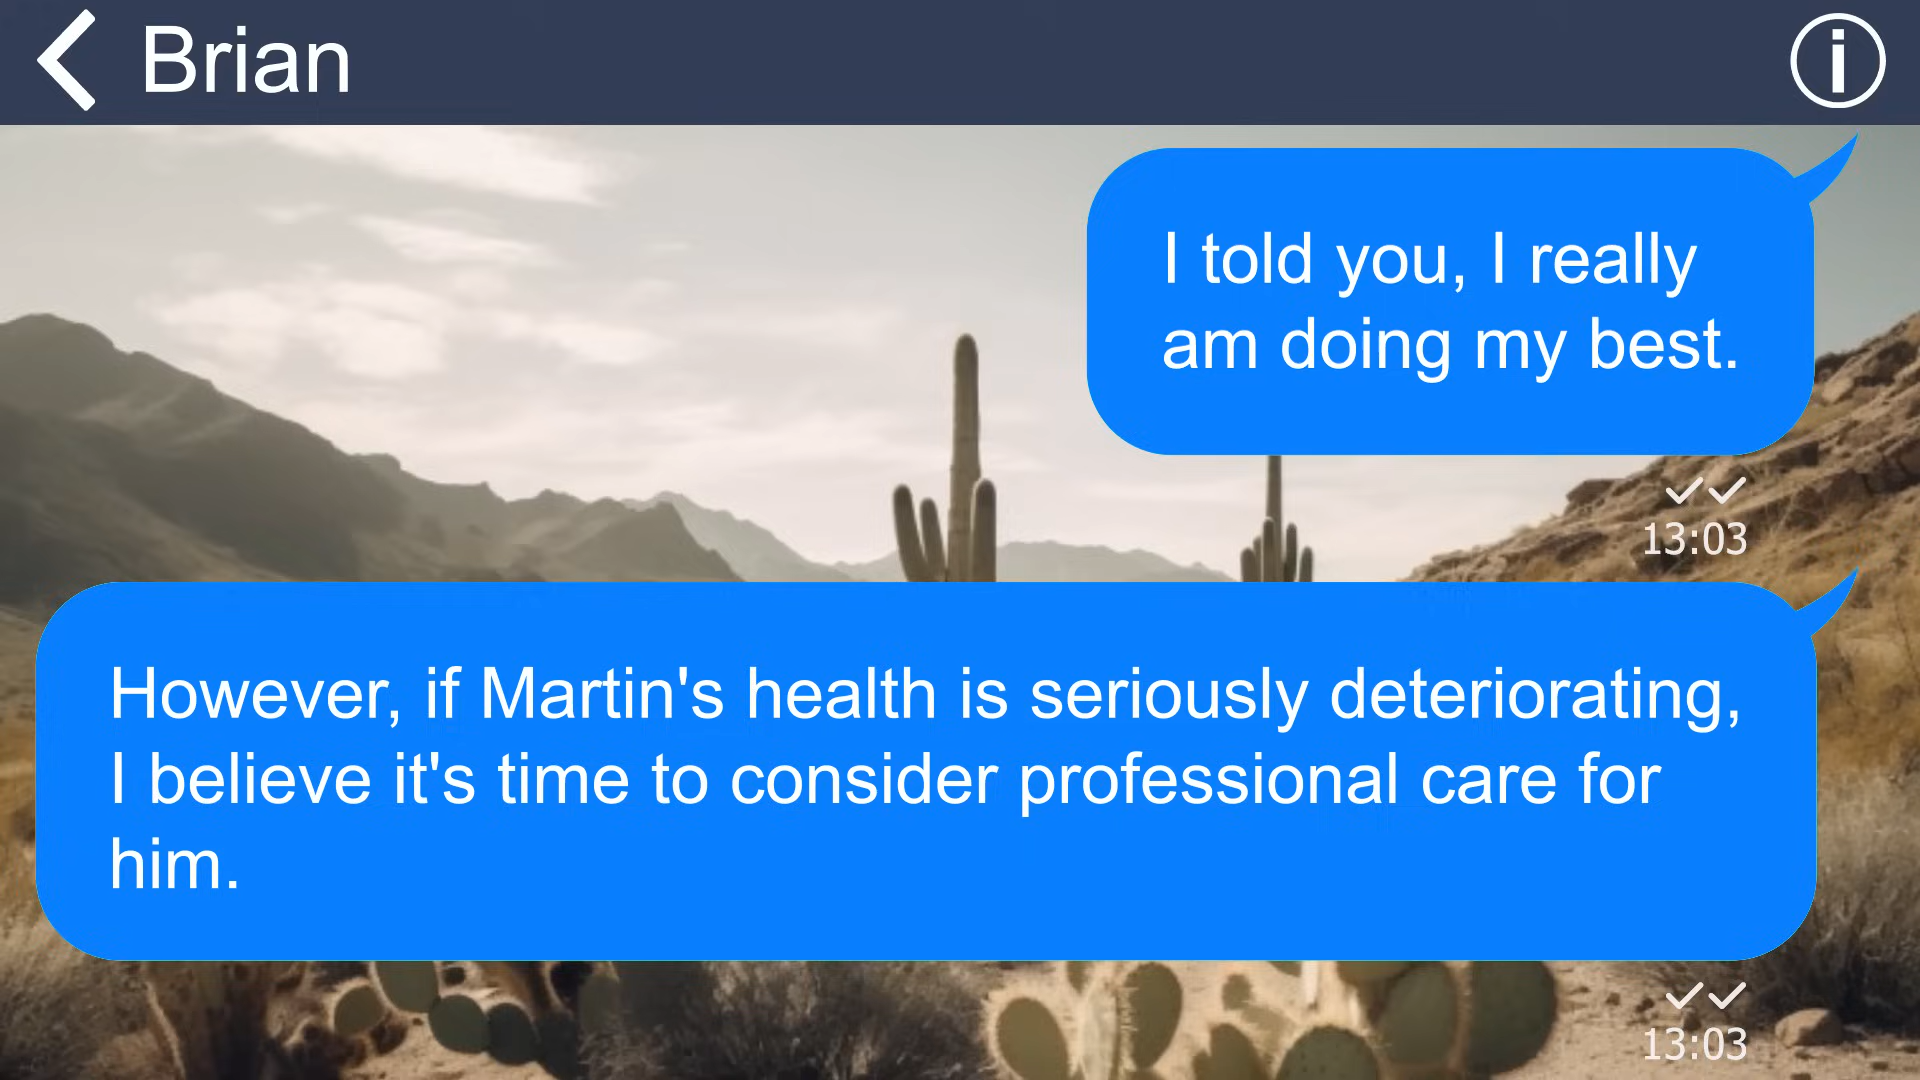 Brian
I told you, I really
am doing my best.
13:03
However, if Martin's health is seriously deteriorating,
I believe it's time to consider professional care for
him.
13:03